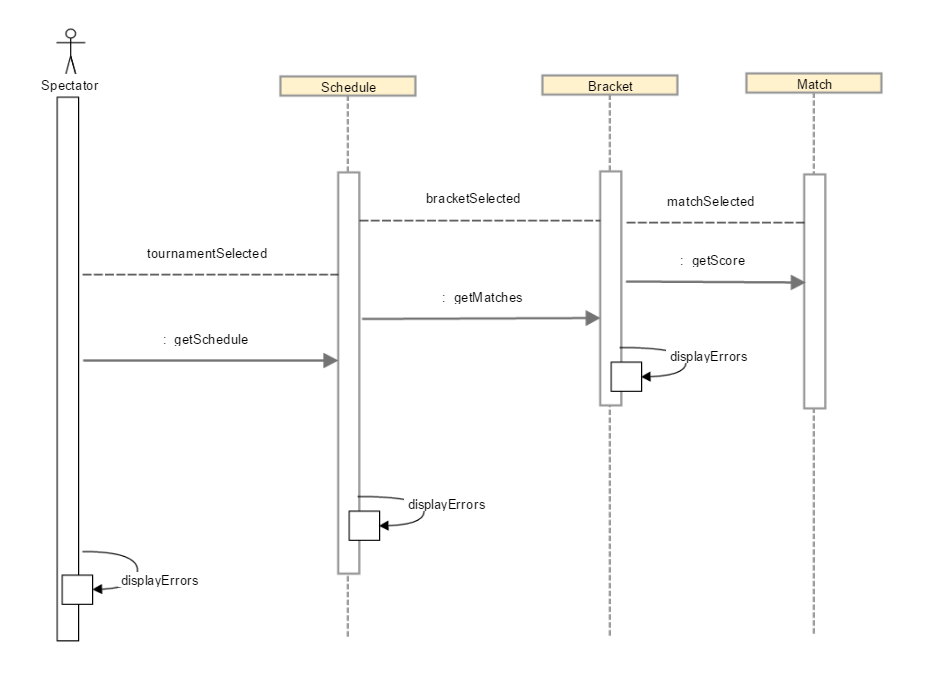 Spectator
Schedule
Bracket
Match
bracketSelected
matchSelected
tournamentSelected
: getScore
: getMatches
: getSchedule
displayErrors
displayErrors
displayErrors